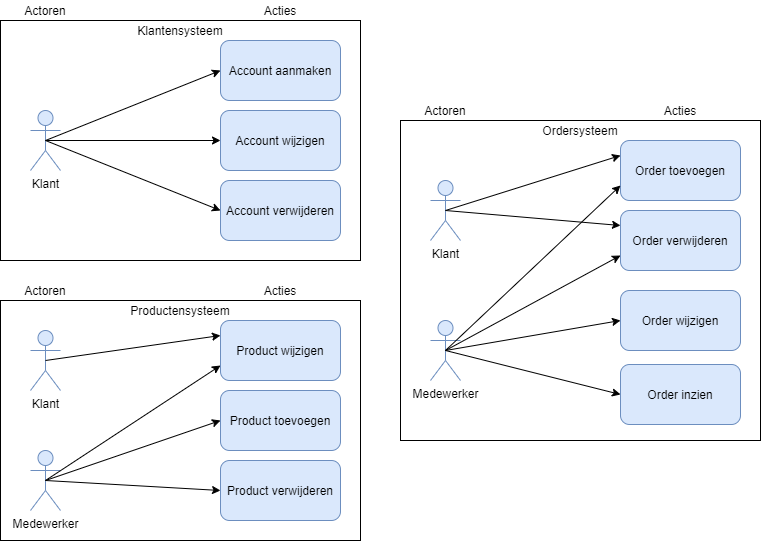 Actoren
Acties
Klantensysteem
Account aanmaken
Account wijzigen
Klant
Account verwijderen
Actoren
Acties
Productensysteem
Product wijzigen
Klant
Product toevoegen
Product verwijderen
Medewerker
Actoren
Acties
Ordersysteem
Order toevoegen
Order verwijderen
Klant
Order wijzigen
Medewerker
Order inzien